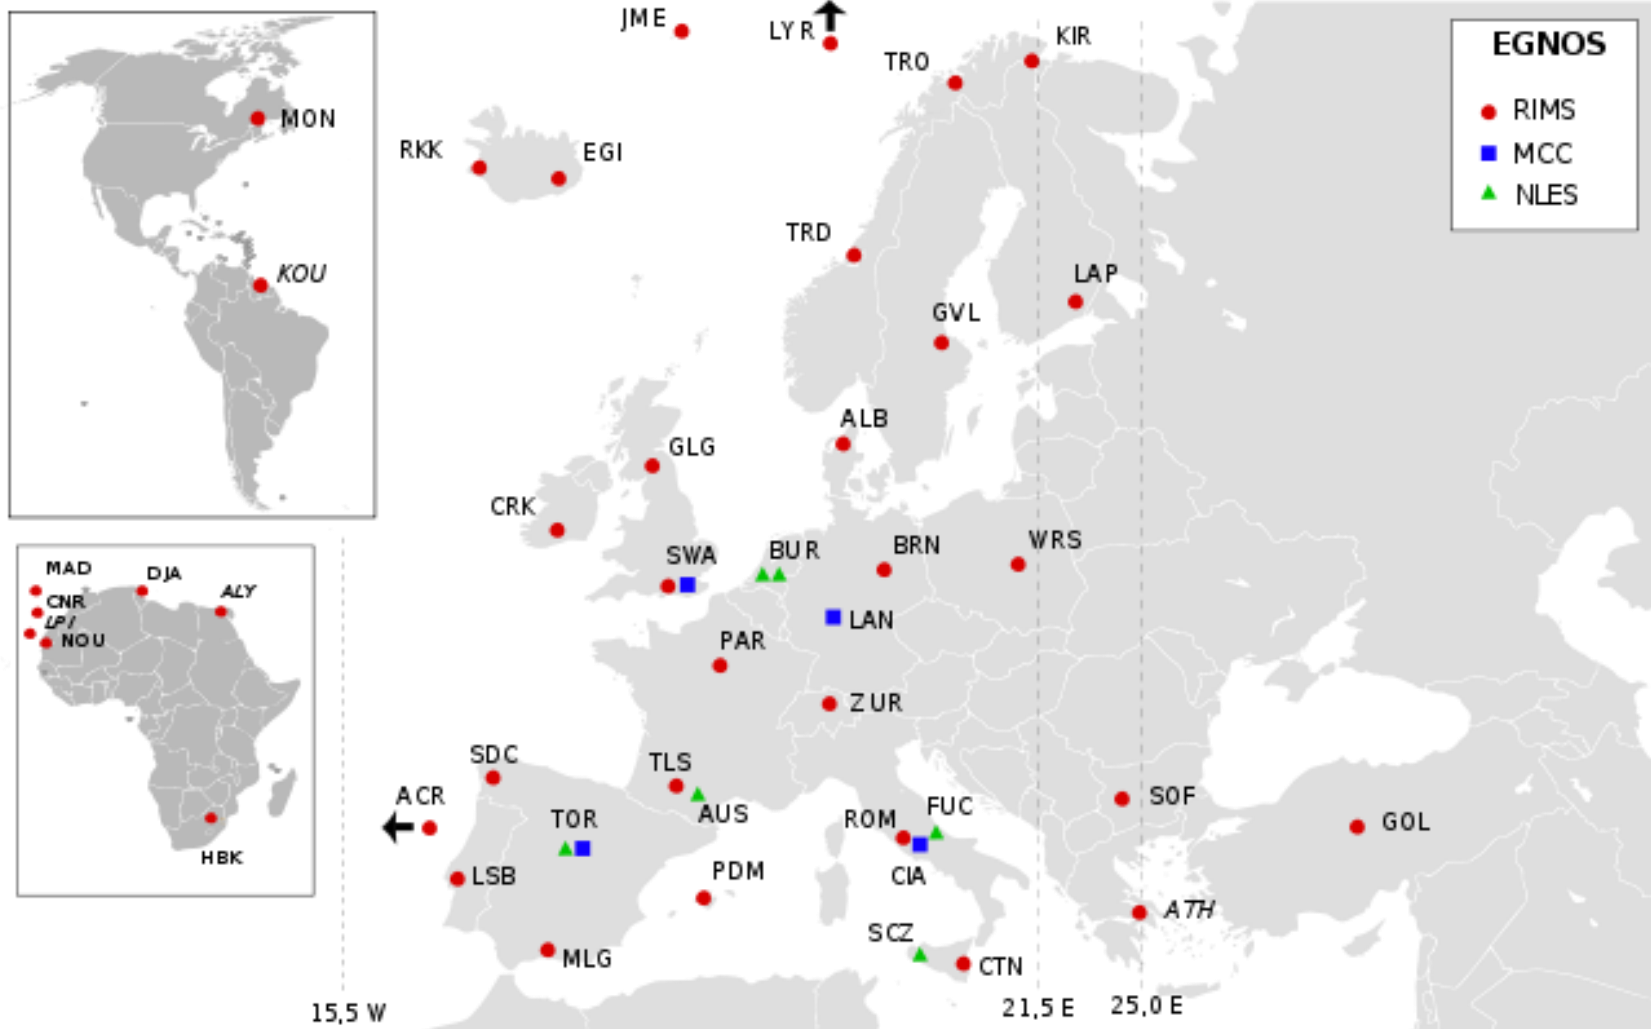 JME
LYR
KIR
TRO
EGNOS
RIMS
MCC
NLES
MON
RKK
EGI
TRD
KOU
LAP
GVL
ALB
GLG
CRK
SWA
BUR
BRN
WRS
MAD
DJA
ALY
CNR
LPI
NOU
LAN
PAR
ZUR
SDC
TLS
ACR
TOR
AUS
ROM
FUC
SOF
GOL
HBK
LSB
PDM
CIA
ATH
SCZ
MLG
CTN
15,5 W
21,5 E
25,0 E